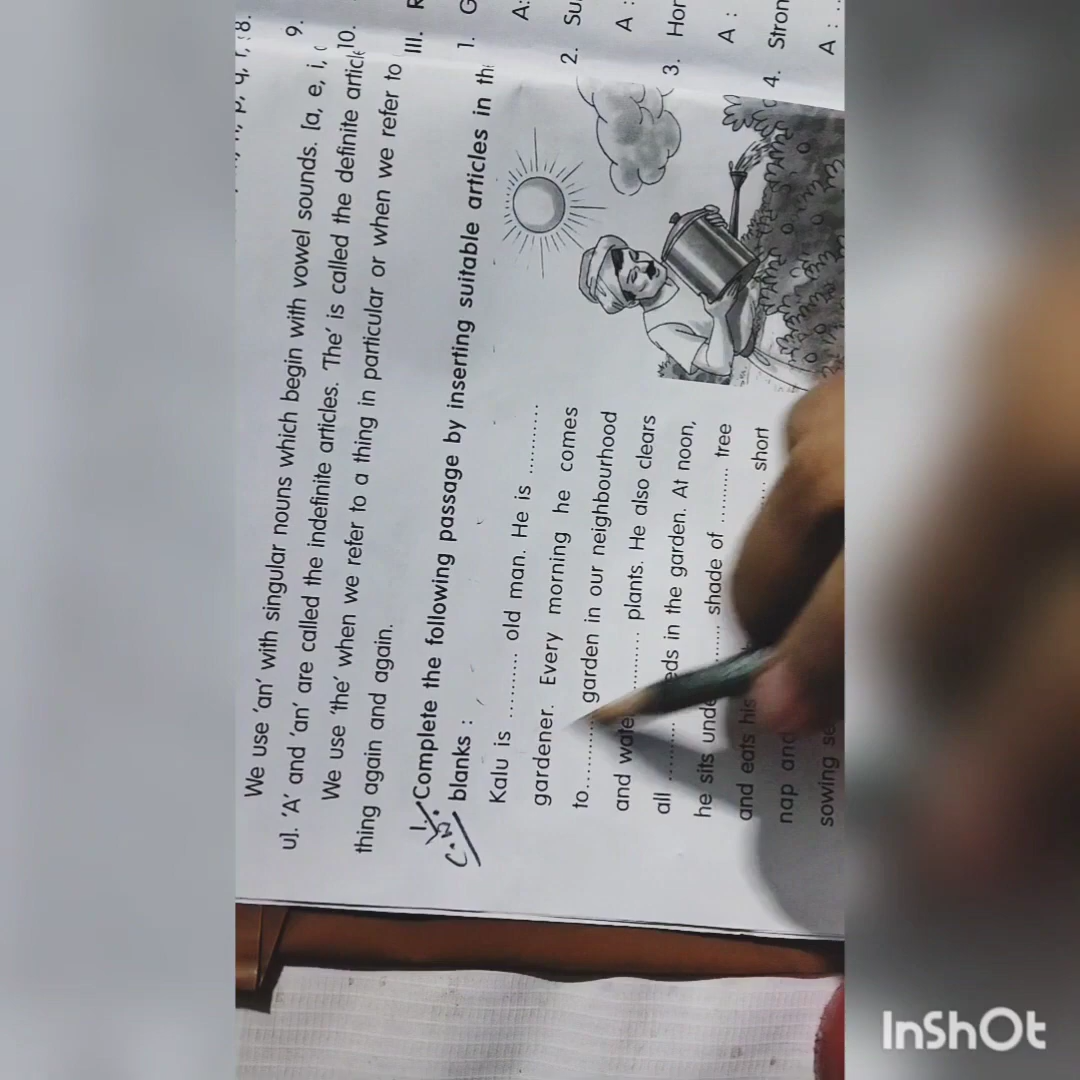 We use 'an' with singular nouns which begin with vowel sounds. [a, e, i,
u]. 'A' and 'an' are called the indefinite articles. The' is called the definite
We use 'the' when we refer to a thing in particular or when we refer to
thing again and again.
I. Complete the following passage by inserting suitable articles in
C.W.
blanks :
Kalu is ........... old man. He is ...........
gardener. Every morning he comes
to........... garden in our neighbourhood
and ........... plants. He also clears
all ........... in the garden. At noon,
he sits ........... shade of .......... tree
and eats his
short
nap and
sowing
8.
9.
10.
III.
1. G
A:
2.
A :
3.
A :
4.
A :
InShOt